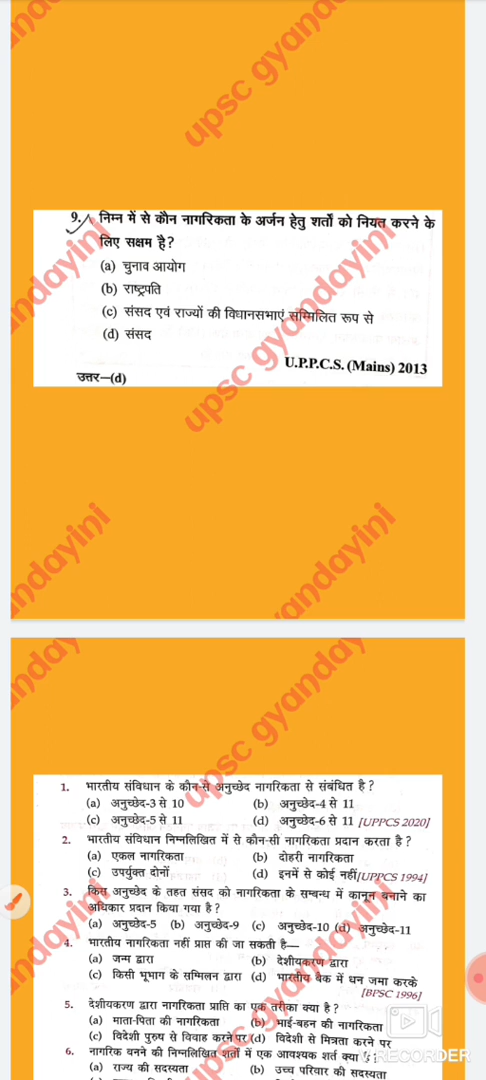 upsc gyandayini
9. निम्न में से कौन नागरिकता के अर्जन हेतु शर्तों को नियत करने के
लिए सक्षम है?
(a) चुनाव आयोग
(b) राष्ट्रपति
(c) संसद एवं राज्यों की विधानसभाएं सम्मिलित रूप से
(d) संसद
U.P.P.C.S. (Mains) 2013
उत्तर—(d)
upsc gyandayini
1. भारतीय संविधान के कौन-से अनुच्छेद नागरिकता से संबंधित है ?
(a) अनुच्छेद-3 से 10 (b) अनुच्छेद-4 से 11
(c) अनुच्छेद-5 से 11 (d) अनुच्छेद-6 से 11 [UPPCS 2020]
2. भारतीय संविधान निम्नलिखित में से कौन-सी नागरिकता प्रदान करता है ?
(a) एकल नागरिकता (b) दोहरी नागरिकता
(c) उपर्युक्त दोनों (d) इनमें से कोई नहीं [UPPCS 1994]
3. किस अनुच्छेद के तहत संसद को नागरिकता के सम्बन्ध में कानून बनाने का
अधिकार प्रदान किया गया है ?
(a) अनुच्छेद-5 (b) अनुच्छेद-9 (c) अनुच्छेद-10 (d) अनुच्छेद-11
4. भारतीय नागरिकता नहीं प्राप्त की जा सकती है—
(a) जन्म द्वारा (b) देशीयकरण द्वारा
(c) किसी भूभाग के सम्मिलन द्वारा (d) भारतीय बैंक में धन जमा करके
[BPSC 1996]
5. देशीयकरण द्वारा नागरिकता प्राप्ति का एक तरीका क्या है ?
(a) माता-पिता की नागरिकता (b) भाई-बहन की नागरिकता
(c) विदेशी पुरुष से विवाह करने पर (d) विदेशी से मित्रता करने पर
6. नागरिक बनने की निम्नलिखित शर्तों में एक आवश्यक शर्त क्या है ?
(a) राज्य की सदस्यता (b) उच्च परिवार की सदस्यता
RECORDER